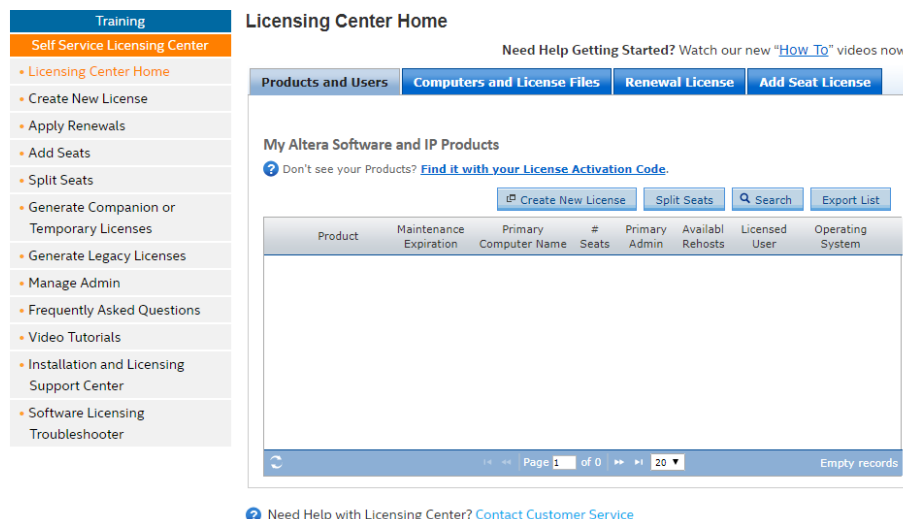 Training
Self Service Licensing Center
Licensing Center Home
Create New License
Apply Renewals
Add Seats
Split Seats
Generate Companion or
Temporary Licenses
Generate Legacy Licenses
Manage Admin
Frequently Asked Questions
Video Tutorials
Installation and Licensing
Support Center
Software Licensing
Troubleshooter
Licensing Center Home
Need Help Getting Started? Watch our new "How To" videos now
Products and Users Computers and License Files Renewal License Add Seat License
My Altera Software and IP Products
? Don't see your Products? Find it with your License Activation Code.
Create New License Split Seats Search Export List
Product Maintenance Expiration Primary Computer Name # Seats Primary Admin Availabl Rehosts Licensed User Operating System
Page 1 of 0 20 Empty records
? Need Help with Licensing Center? Contact Customer Service